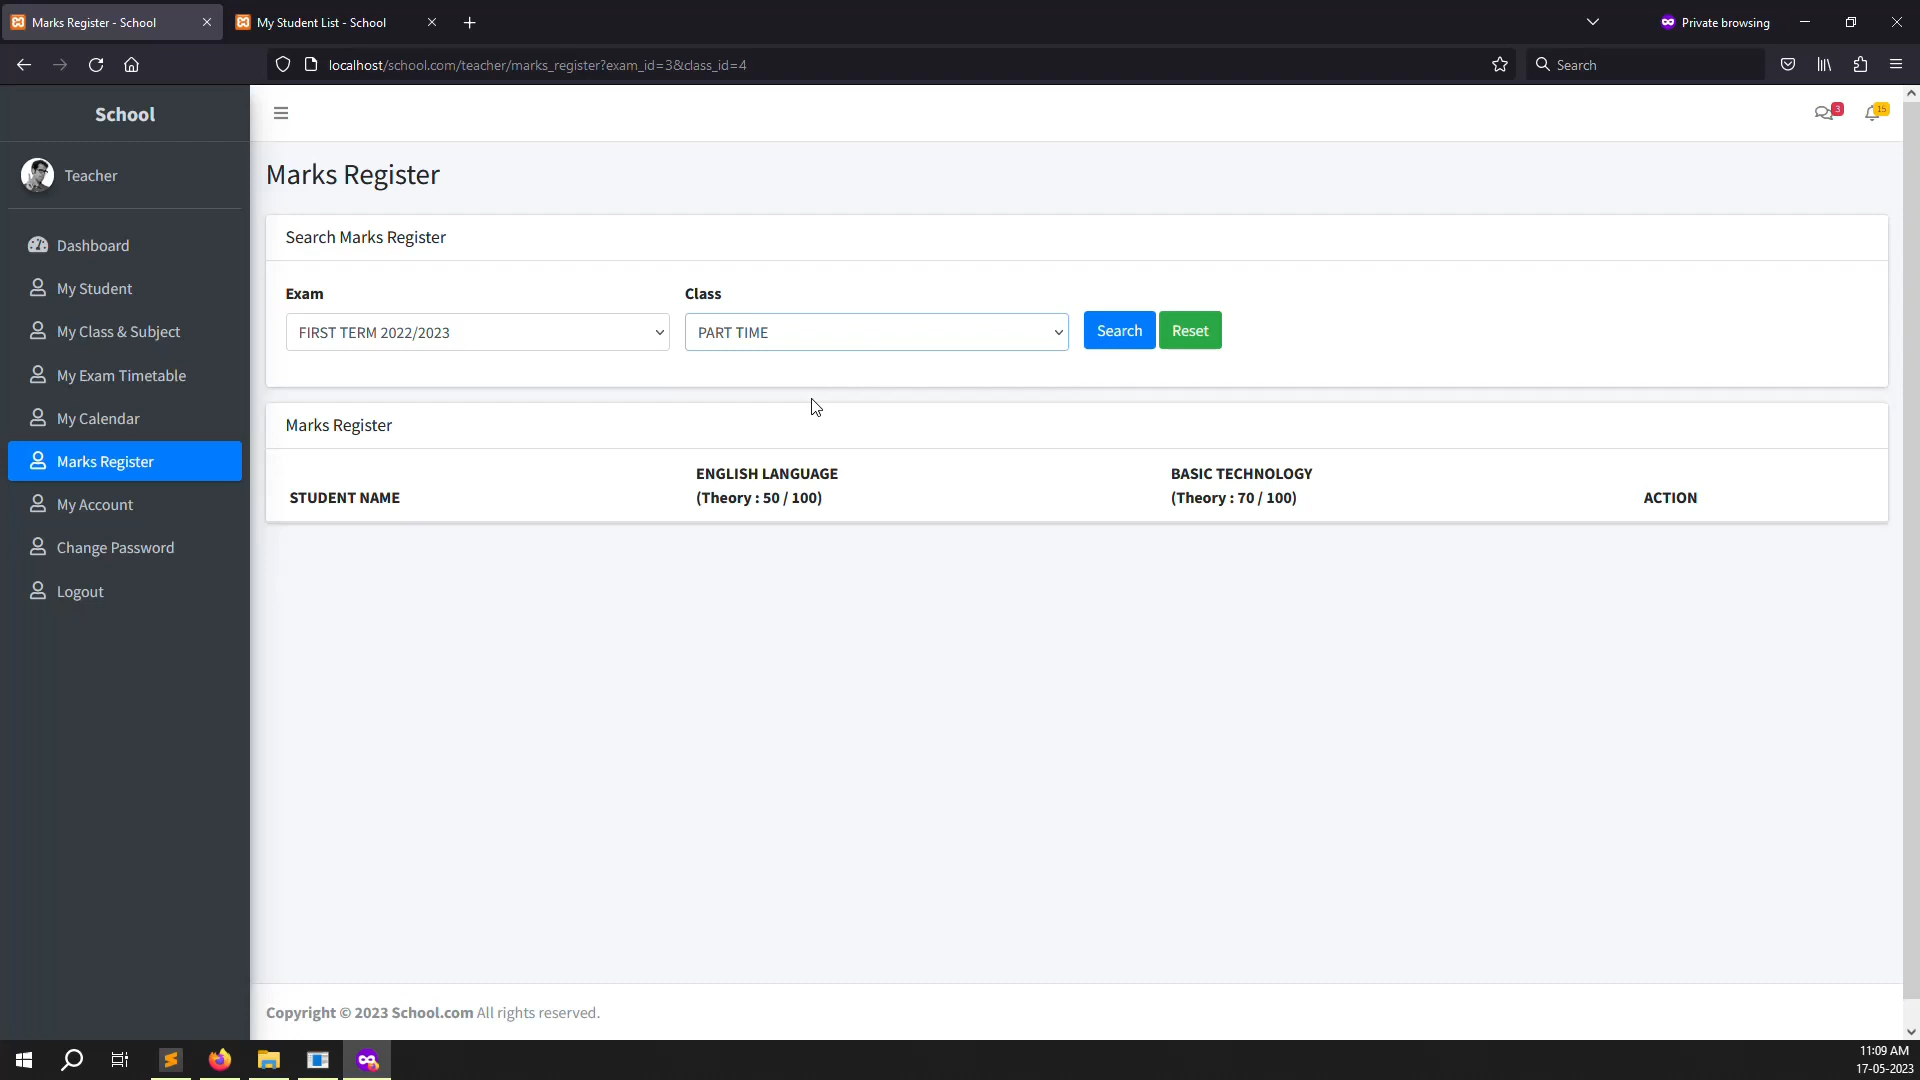 Marks Register - School
My Student List - School
Private browsing
localhost/school.com/teacher/marks_register?exam_id=3&class_id=4
Search
School
3
15
Teacher
Dashboard
My Student
My Class & Subject
My Exam Timetable
My Calendar
Marks Register
My Account
Change Password
Logout
Marks Register
Search Marks Register
Exam
Class
FIRST TERM 2022/2023
PART TIME
Search
Reset
Marks Register
STUDENT NAME
ENGLISH LANGUAGE
(Theory : 50 / 100)
BASIC TECHNOLOGY
(Theory : 70 / 100)
ACTION
Copyright © 2023 School.com All rights reserved.
11:09 AM
17-05-2023